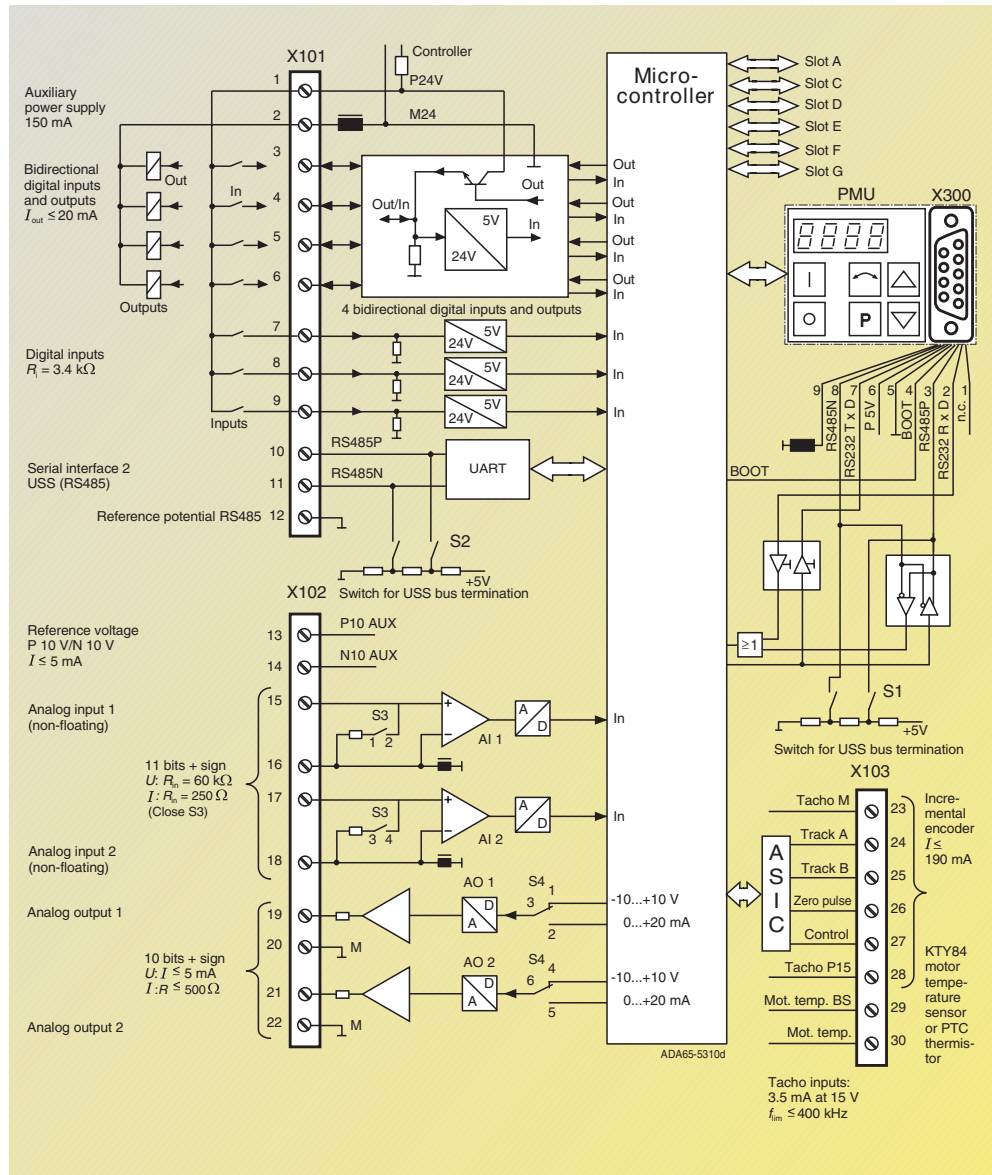 X101
Controller
P24V
M24
Auxiliary
power supply
150 mA
1
2
Bidirectional
digital inputs
and outputs
Iout ≤ 20 mA
Out
In
Outputs
3
4
5
6
Out/In
Out
5V
24V
In
4 bidirectional digital inputs and outputs
Digital inputs
Ri = 3.4 kΩ
7
8
9
Inputs
5V
24V
5V
24V
5V
24V
Serial interface 2
USS (RS485)
10
11
RS485P
RS485N
UART
Reference potential RS485
12
S2
+5V
Switch for USS bus termination
Micro-
controller
Out
In
Out
In
Out
In
Out
In
In
In
In
Slot A
Slot C
Slot D
Slot E
Slot F
Slot G
PMU
X300
8888
I
O
P
9
8
7
6
5
4
3
2
1
RS485N
RS232 T x D
P 5V
BOOT
RS485P
RS232 R x D
n.c.
BOOT
≥1
S1
+5V
Switch for USS bus termination
X102
Reference voltage
P 10 V/N 10 V
I ≤ 5 mA
13
P10 AUX
14
N10 AUX
Analog input 1
(non-floating)
15
16
S3
1 2
AI 1
A
D
In
11 bits + sign
U: Rin = 60 kΩ
I : Rin = 250 Ω
(Close S3)
17
18
S3
3 4
AI 2
A
D
In
Analog input 2
(non-floating)
Analog output 1
19
20
M
AO 1
D
A
S4
1
3
2
-10...+10 V
0...+20 mA
10 bits + sign
U: I ≤ 5 mA
I :R ≤ 500 Ω
21
22
M
AO 2
D
A
S4
4
6
5
-10...+10 V
0...+20 mA
Analog output 2
ADA65-5310d
X103
A
S
I
C
Tacho M
23
Track A
24
Track B
25
Zero pulse
26
Control
27
Tacho P15
28
Mot. temp. BS
29
Mot. temp.
30
Incre-
mental
encoder
I ≤
190 mA
KTY84
motor
tempe-
rature
sensor
or PTC
thermis-
tor
Tacho inputs:
3.5 mA at 15 V
flim ≤ 400 kHz